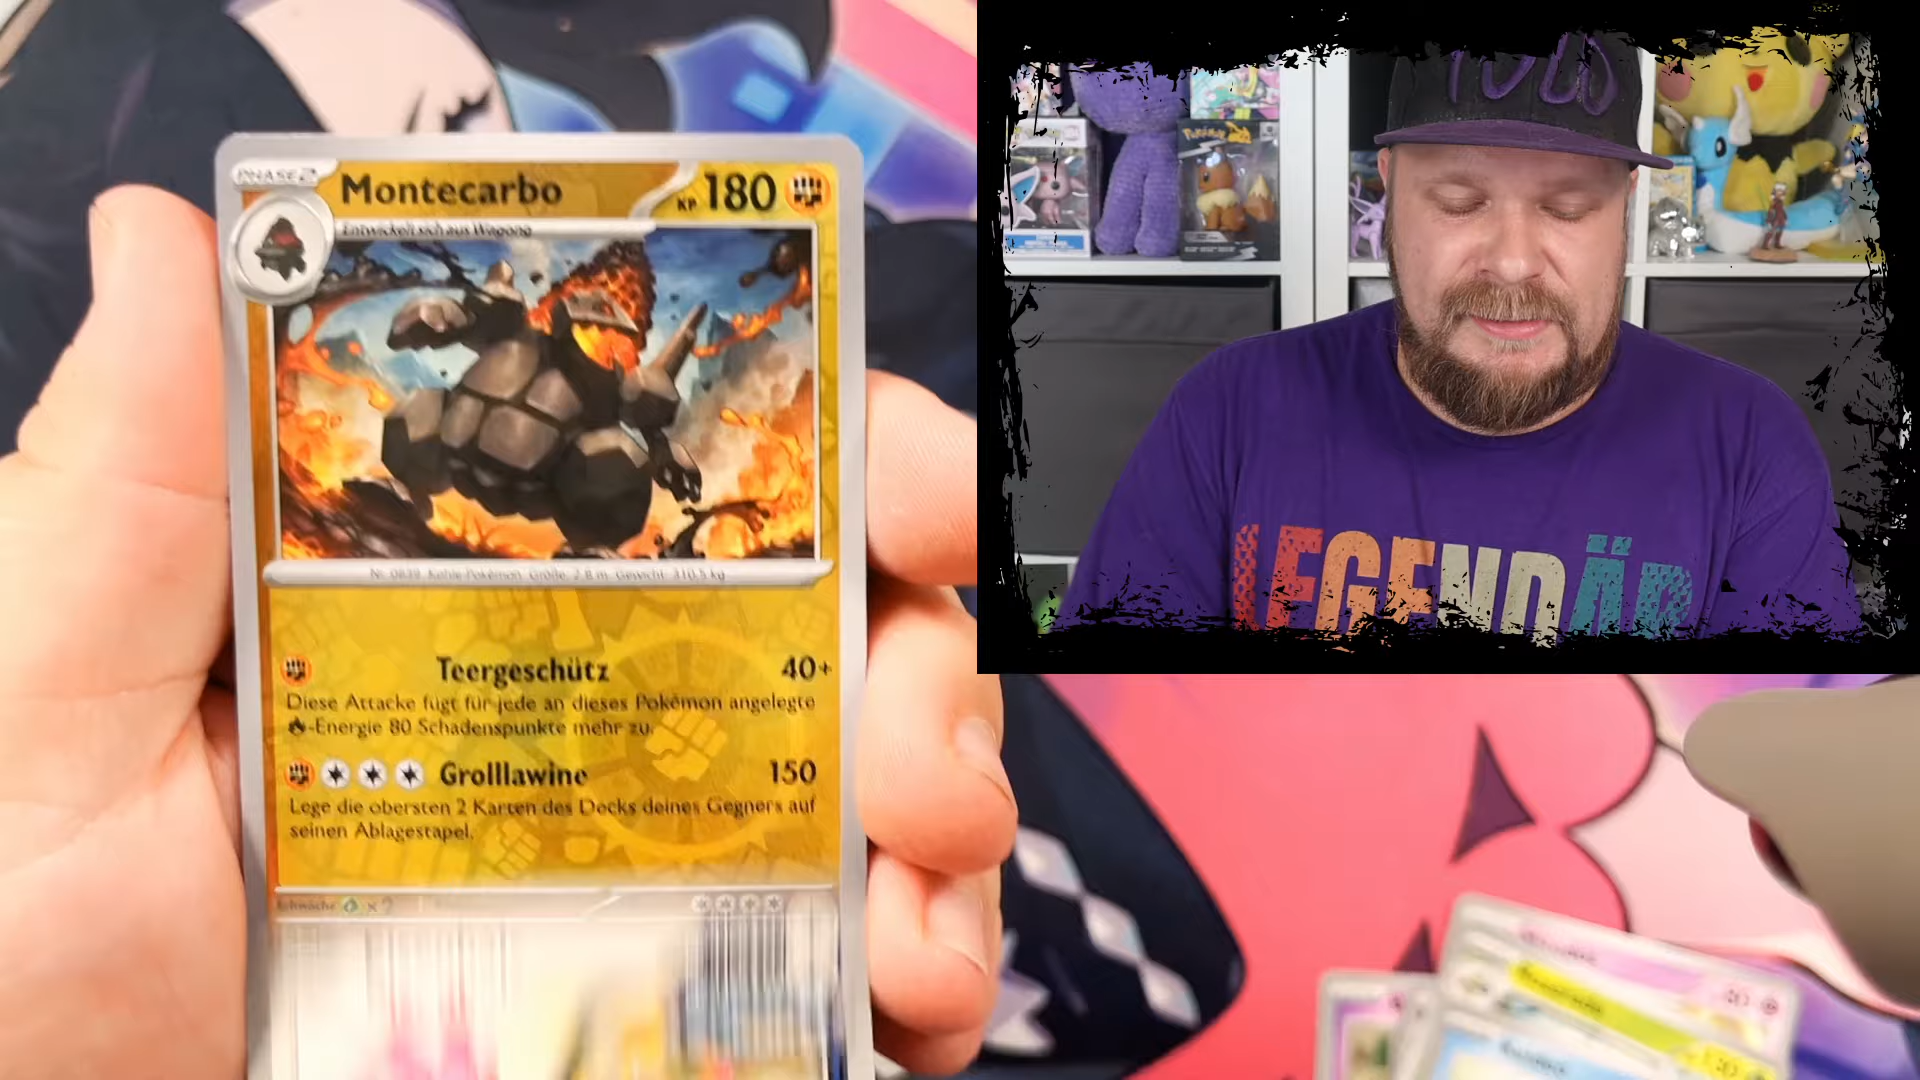 PHASE 2
Montecarbo
KP 180
Entwickelt sich aus Wagong
Nr. 0839 Kohle-Pokémon Größe: 2,8 m Gewicht: 310,5 kg
Teergeschütz 40+
Diese Attacke fügt für jede an dieses Pokémon angelegte
-Energie 80 Schadenspunkte mehr zu.
Grolllawine 150
Lege die obersten 2 Karten des Decks deines Gegners auf
seinen Ablagestapel.
Schwäche ×2
Pokémon
LEGENDÄR